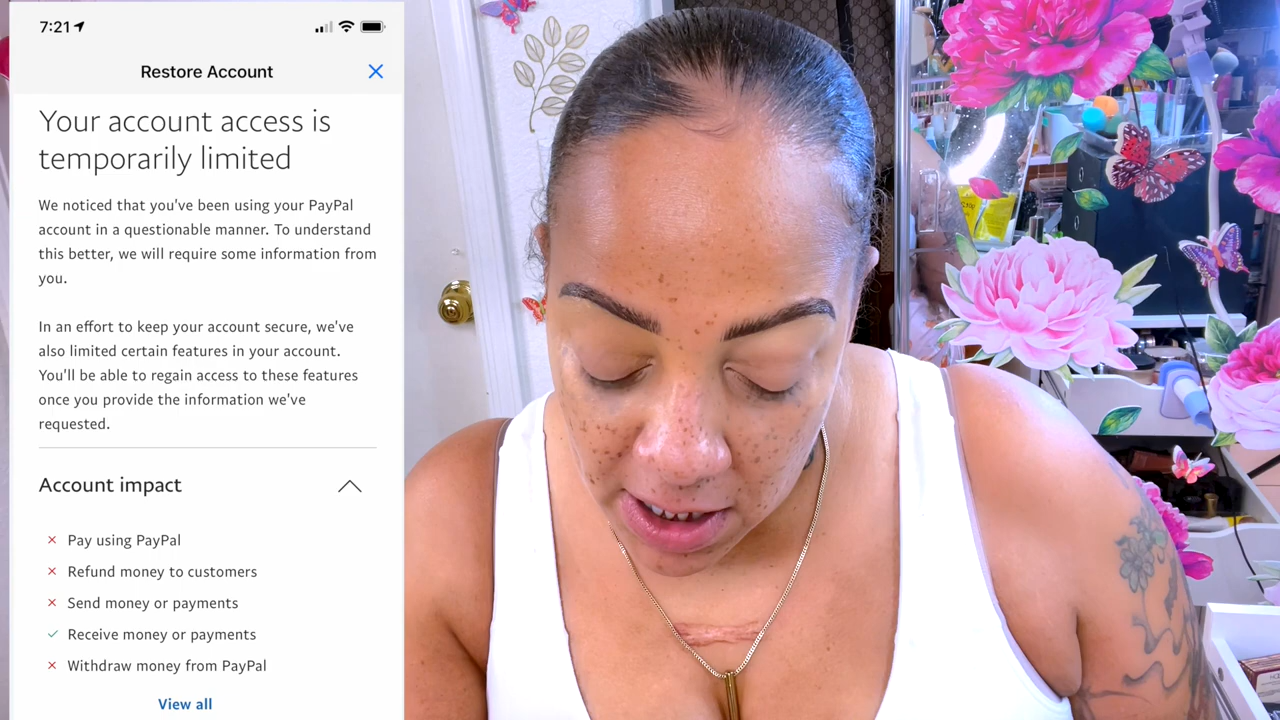 7:21
Restore Account
Your account access is
temporarily limited
We noticed that you've been using your PayPal
account in a questionable manner. To understand
this better, we will require some information from
you.
In an effort to keep your account secure, we've
also limited certain features in your account.
You'll be able to regain access to these features
once you provide the information we've
requested.
Account impact
Pay using PayPal
Refund money to customers
Send money or payments
Receive money or payments
Withdraw money from PayPal
View all